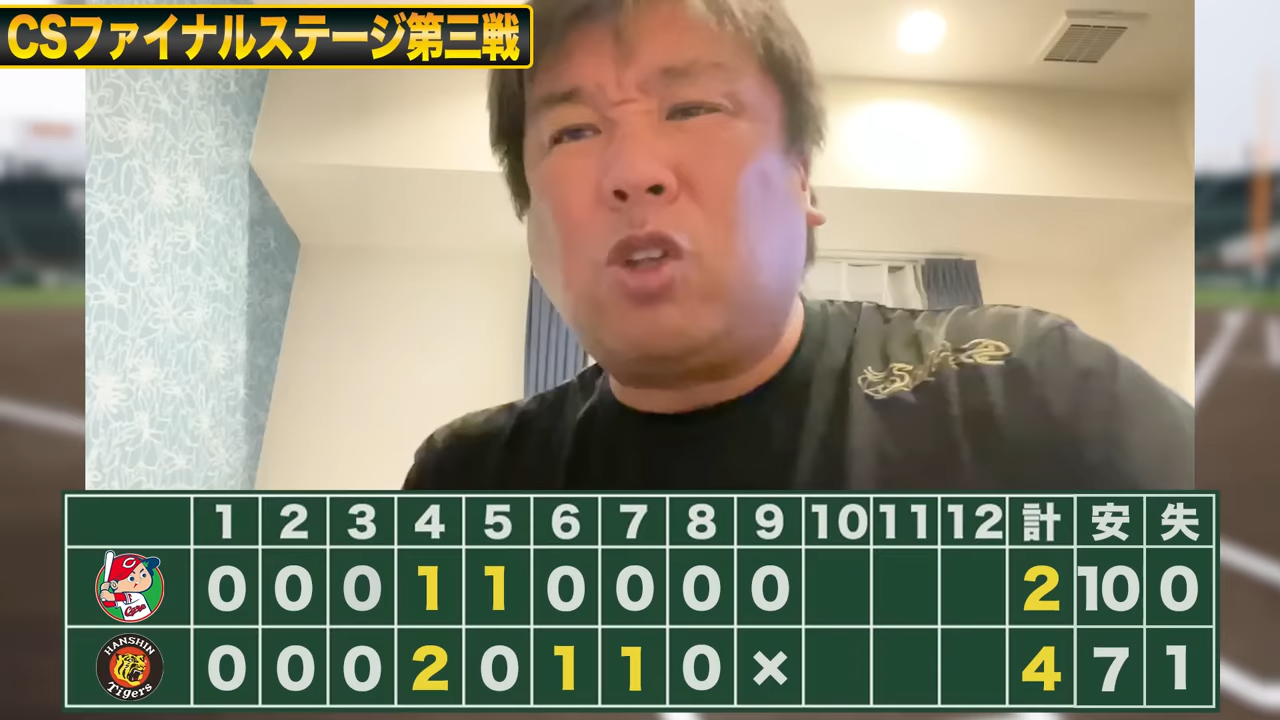 CSファイナルステージ第三戦
1 2 3 4 5 6 7 8 9 10 11 12 計 安 失
Carp 0 0 0 1 1 0 0 0 0 2 10 0
HANSHIN Tigers 0 0 0 2 0 1 1 0 × 4 7 1